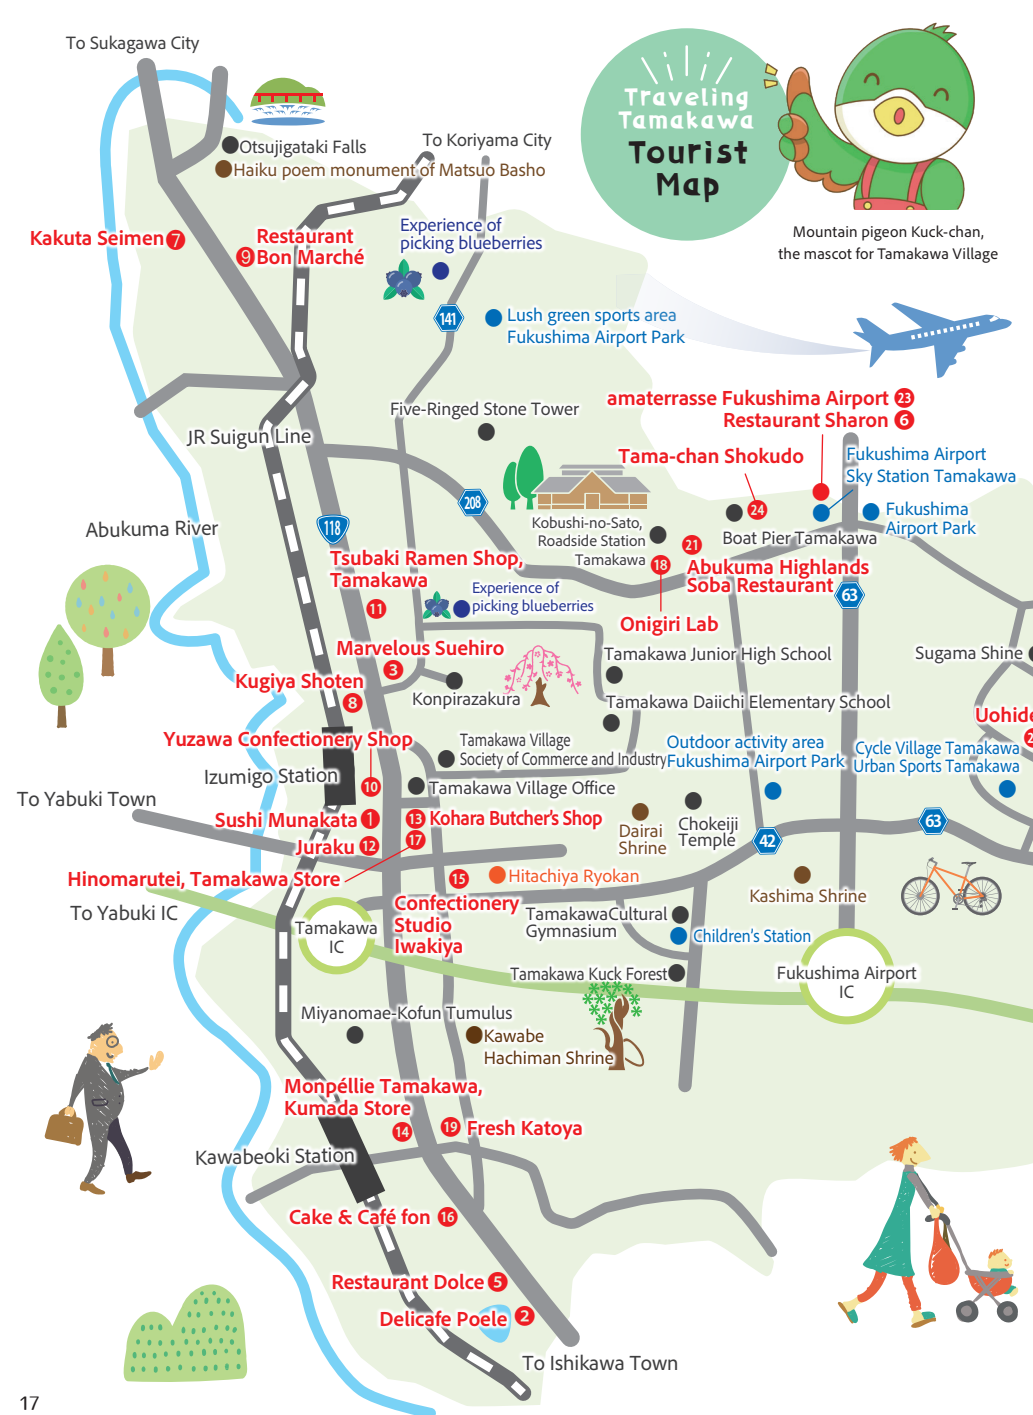 To Sukagawa City
Traveling
Tamakawa
Tourist
Map
Otsujigataki Falls
To Koriyama City
Haiku poem monument of Matsuo Basho
Mountain pigeon Kuck-chan,
the mascot for Tamakawa Village
Kakuta Seimen 7
Restaurant
9 Bon Marché
Experience of
picking blueberries
141
Lush green sports area
Fukushima Airport Park
amaterrasse Fukushima Airport 23
Restaurant Sharon 6
Five-Ringed Stone Tower
JR Suigun Line
Tama-chan Shokudo
24
Fukushima Airport
Sky Station Tamakawa
Fukushima
Airport Park
208
118
Abukuma River
Kobushi-no-Sato,
Roadside Station
Tamakawa
Boat Pier Tamakawa
21
18
Abukuma Highlands
Soba Restaurant
63
Tsubaki Ramen Shop,
Tamakawa
11
Experience of
picking blueberries
Onigiri Lab
Marvelous Suehiro
3
Tamakawa Junior High School
Sugama Shine
Kugiya Shoten
8
Konpirazakura
Tamakawa Daiichi Elementary School
Uohide
2
Yuzawa Confectionery Shop
10
Tamakawa Village
Society of Commerce and Industry
Outdoor activity area
Fukushima Airport Park
Cycle Village Tamakawa
Urban Sports Tamakawa
Izumigo Station
Tamakawa Village Office
To Yabuki Town
Sushi Munakata 1
13 Kohara Butcher's Shop
Juraku 12
17
Dairai
Shrine
Chokeiji
Temple
42
63
Hinomarutei, Tamakawa Store
15
Hitachiya Ryokan
Kashima Shrine
To Yabuki IC
Tamakawa
IC
Confectionery
Studio
Iwakiya
TamakawaCultural
Gymnasium
Children's Station
Tamakawa Kuck Forest
Fukushima Airport
IC
Miyanomae-Kofun Tumulus
Kawabe
Hachiman Shrine
Monpéllie Tamakawa,
Kumada Store
14
19 Fresh Katoya
Kawabeoki Station
Cake & Café fon 16
Restaurant Dolce 5
Delicafe Poele 2
To Ishikawa Town
17